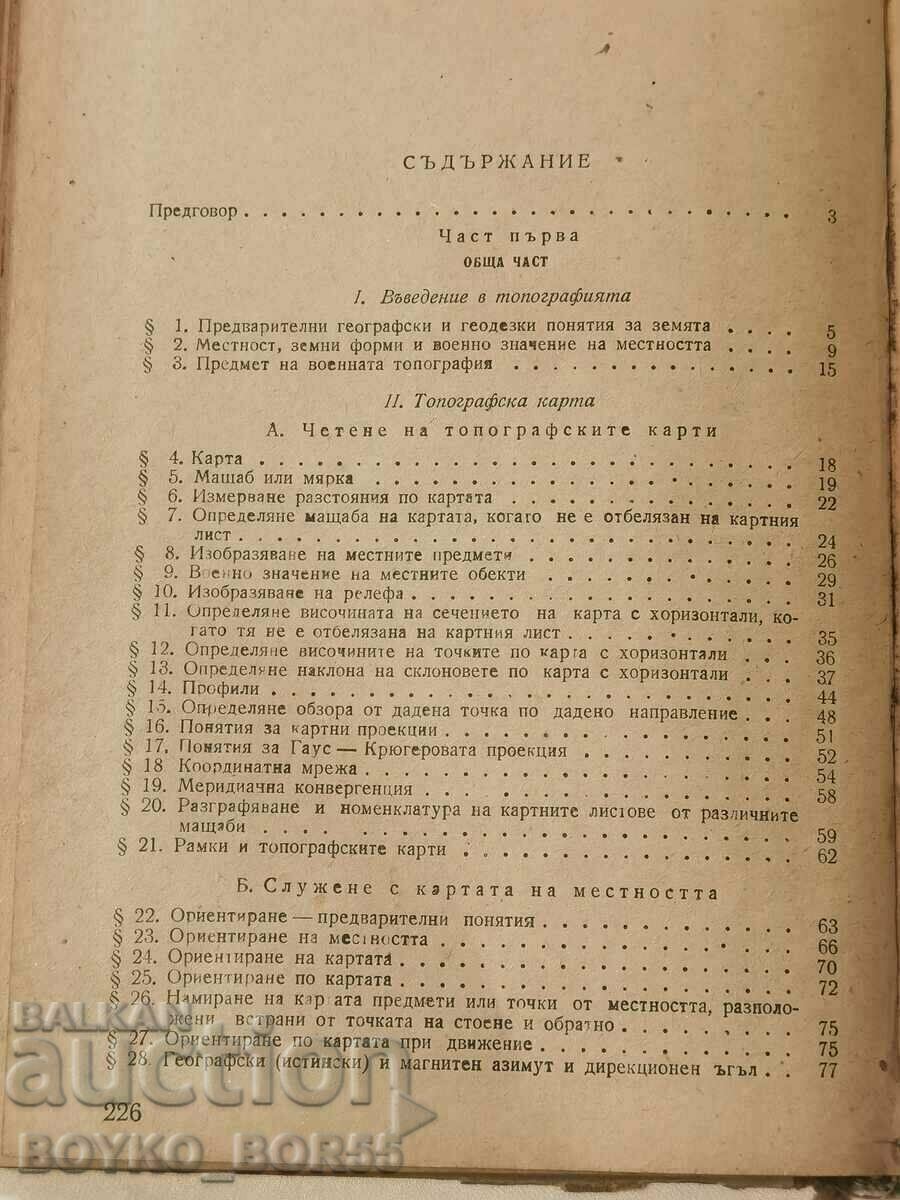 СЪДЪРЖАНИЕ
Предговор . . . . . . . . . . . . . . . . . . . . . . . . . . . . 3
Част първа
ОБЩА ЧАСТ
I. Въведение в топографията
§ 1. Предварителни географски и геодезки понятия за земята . . . . 5
§ 2. Местност, земни форми и военно значение на местността . . . . 9
§ 3. Предмет на военната топография . . . . . . . . . . . . . . . 15
II. Топографска карта
А. Четене на топографските карти
§ 4. Карта . . . . . . . . . . . . . . . . . . . . . . . . . . . . 18
§ 5. Машаб или мярка . . . . . . . . . . . . . . . . . . . . . . 19
§ 6. Измерване разстояния по картата . . . . . . . . . . . . . . . 22
§ 7. Определяне мащаба на картата, когато не е отбелязан на картния
лист . . . . . . . . . . . . . . . . . . . . . . . . . . . . . 24
§ 8. Изобразяване на местните предмети . . . . . . . . . . . . . . 26
§ 9. Военно значение на местните обекти . . . . . . . . . . . . . 29
§ 10. Изобразяване на релефа . . . . . . . . . . . . . . . . . . . . 31
§ 11. Определяне височината на сечението на карта с хоризонтали, ко-
гато тя не е отбелязана на картния лист . . . . . . . . . . . . 35
§ 12. Определяне височините на точките по карта с хоризонтали . . . 36
§ 13. Определяне наклона на склоновете по карта с хоризонтали . . . 37
§ 14. Профили . . . . . . . . . . . . . . . . . . . . . . . . . . . 44
§ 15. Определяне обзора от дадена точка по дадено направление . . . 48
§ 16. Понятия за картни проекции . . . . . . . . . . . . . . . . . . 51
§ 17. Понятия за Гаус — Крюгеровата проекция . . . . . . . . . . . 52
§ 18 Координатна мрежа . . . . . . . . . . . . . . . . . . . . . . 54
§ 19. Меридиачна конвергенция . . . . . . . . . . . . . . . . . . . 58
§ 20. Разграфяване и номенклатура на картните листове от различните
мащаби . . . . . . . . . . . . . . . . . . . . . . . . . . . . 59
§ 21. Рамки и топографските карти . . . . . . . . . . . . . . . . . 62
Б. Служене с картата на местността
§ 22. Ориентиране — предварителни понятия . . . . . . . . . . . . . 63
§ 23. Ориентиране на местността . . . . . . . . . . . . . . . . . . 66
§ 24. Ориентиране на картата . . . . . . . . . . . . . . . . . . . . 70
§ 25. Ориентиране по картата . . . . . . . . . . . . . . . . . . . . 72
§ 26. Намиране на картата предмети или точки от местността, разполо-
жени встрани от точката на стоене и обратно . . . . . . . . . 75
§ 27. Ориентиране по картата при движение . . . . . . . . . . . . . 75
§ 28. Географски (истински) и магнитен азимут и дирекционен ъгъл . . 77
226
BALKAN
auction
BOYKO_BOR55